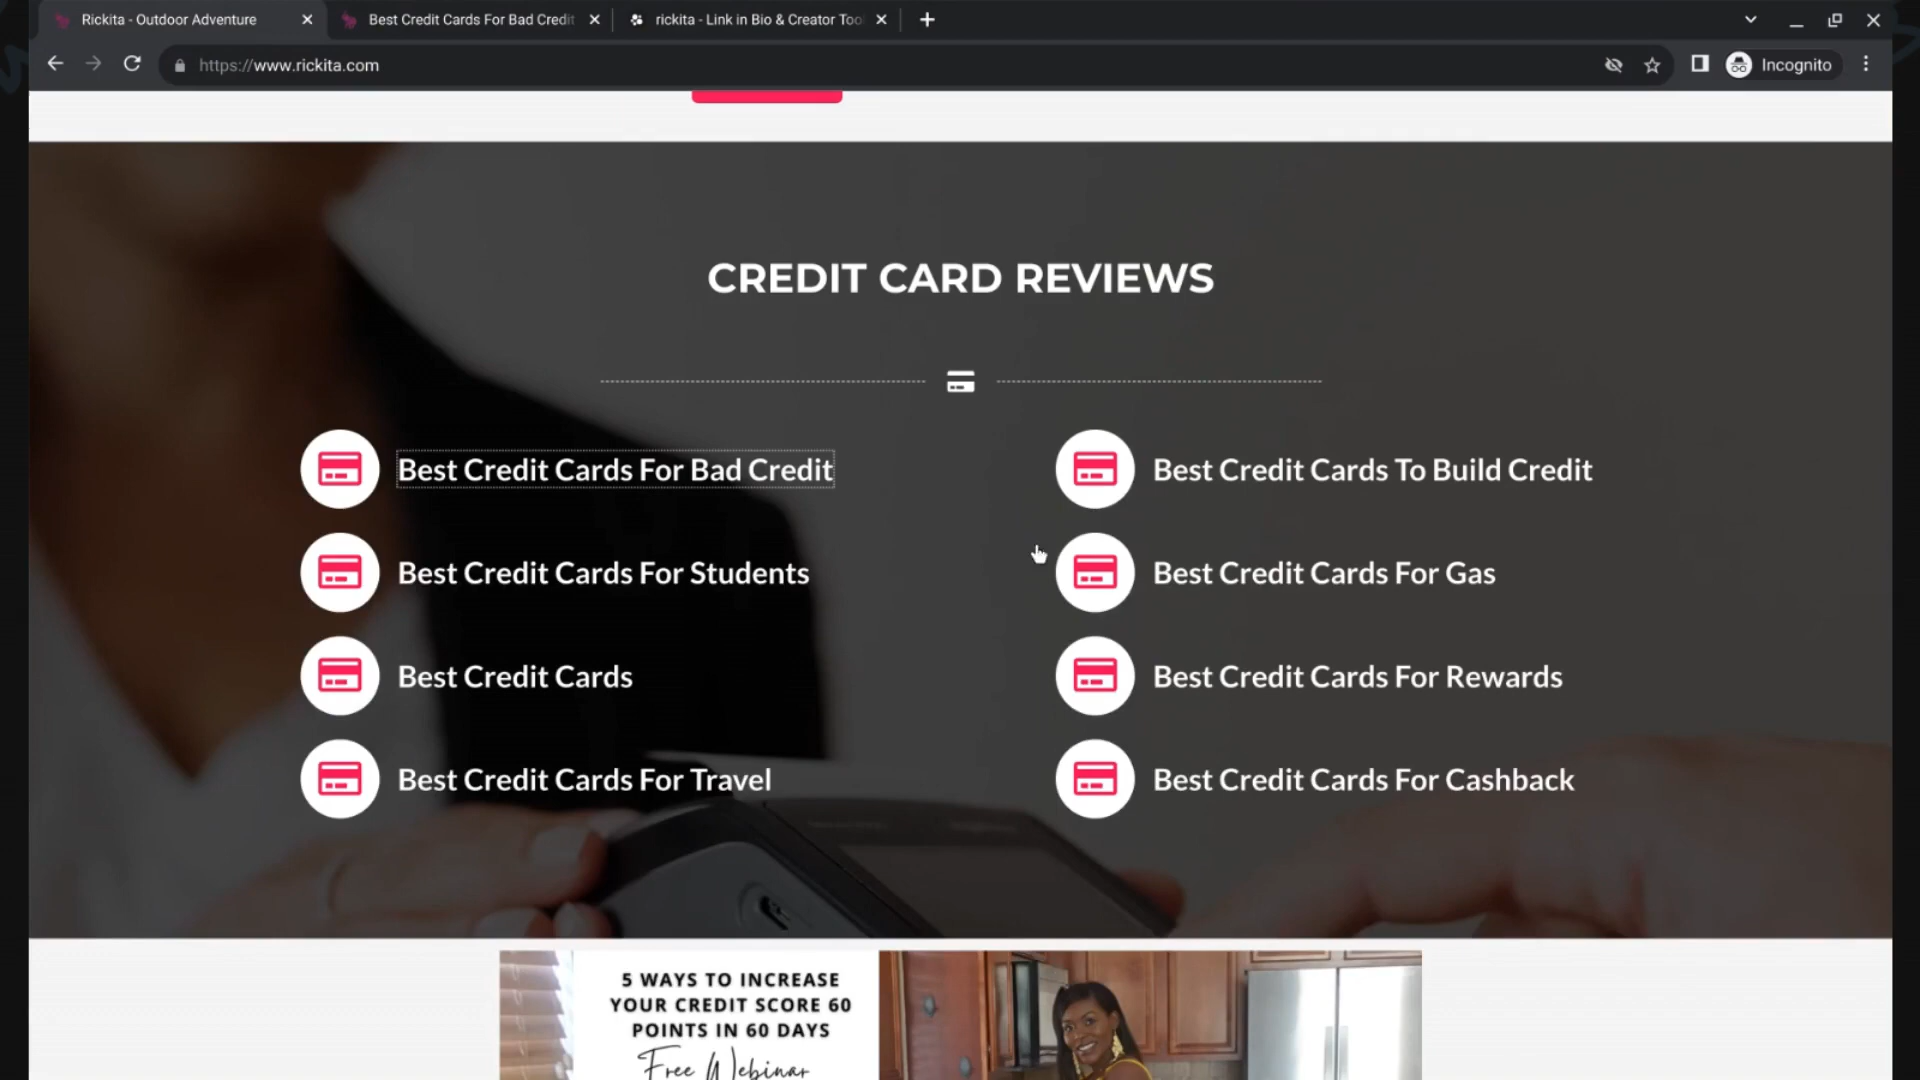 Rickita - Outdoor Adventure
Best Credit Cards For Bad Credit
rickita - Link in Bio & Creator Too
https://www.rickita.com
Incognito
CREDIT CARD REVIEWS
Best Credit Cards For Bad Credit
Best Credit Cards To Build Credit
Best Credit Cards For Students
Best Credit Cards For Gas
Best Credit Cards
Best Credit Cards For Rewards
Best Credit Cards For Travel
Best Credit Cards For Cashback
5 WAYS TO INCREASE
YOUR CREDIT SCORE 60
POINTS IN 60 DAYS
Free Webinar